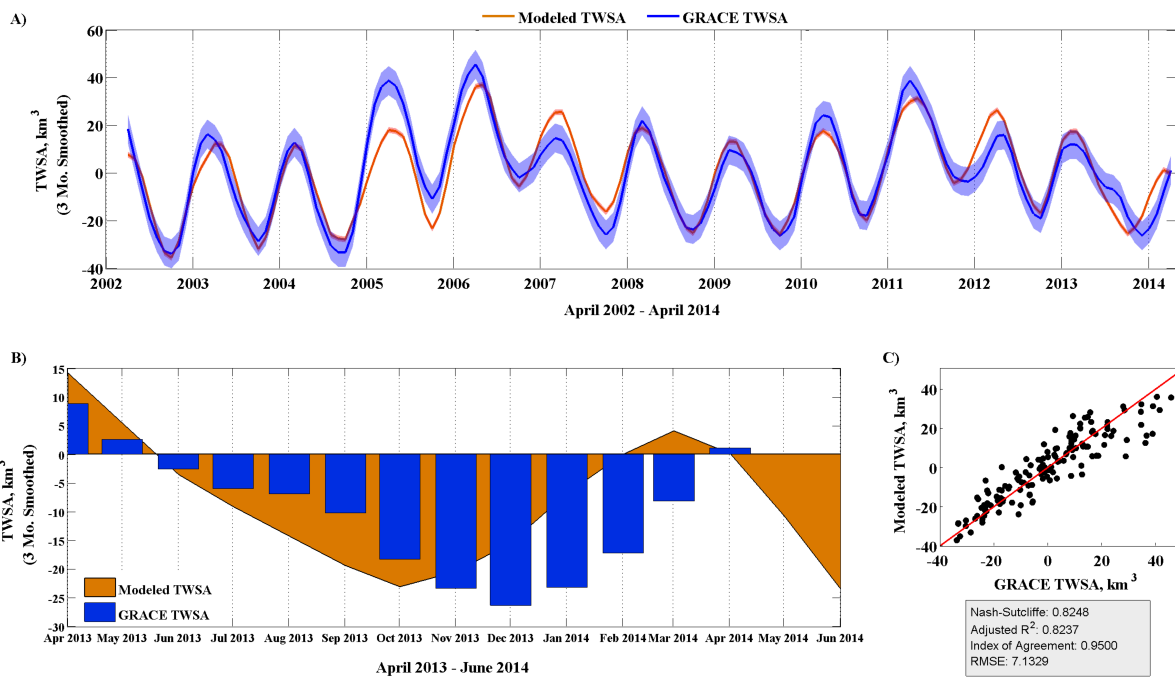 A)
Modeled TWSA
GRACE TWSA
TWSA, km³
(3 Mo. Smoothed)
60
40
20
0
-20
-40
2002 2003 2004 2005 2006 2007 2008 2009 2010 2011 2012 2013 2014
April 2002 - April 2014
B)
TWSA, km³
(3 Mo. Smoothed)
15
10
5
0
-5
-10
-15
-20
-25
-30
Modeled TWSA
GRACE TWSA
Apr 2013 May 2013 Jun 2013 Jul 2013 Aug 2013 Sep 2013 Oct 2013 Nov 2013 Dec 2013 Jan 2014 Feb 2014 Mar 2014 Apr 2014 May 2014 Jun 2014
April 2013 - June 2014
C)
Modeled TWSA, km³
40
20
0
-20
-40
-40 -20 0 20 40
GRACE TWSA, km³
Nash-Sutcliffe: 0.8248
Adjusted R²: 0.8237
Index of Agreement: 0.9500
RMSE: 7.1329